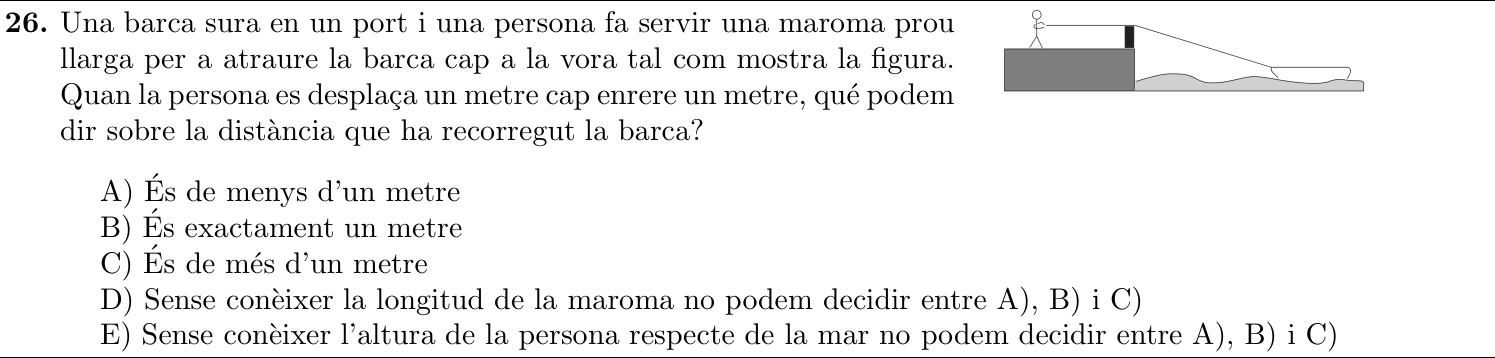 26. Una barca sura en un port i una persona fa servir una maroma prou
llarga per a atraure la barca cap a la vora tal com mostra la figura.
Quan la persona es desplaça un metre cap enrere un metre, qué podem
dir sobre la distància que ha recorregut la barca?
A) És de menys d'un metre
B) És exactament un metre
C) És de més d'un metre
D) Sense conèixer la longitud de la maroma no podem decidir entre A), B) i C)
E) Sense conèixer l'altura de la persona respecte de la mar no podem decidir entre A), B) i C)